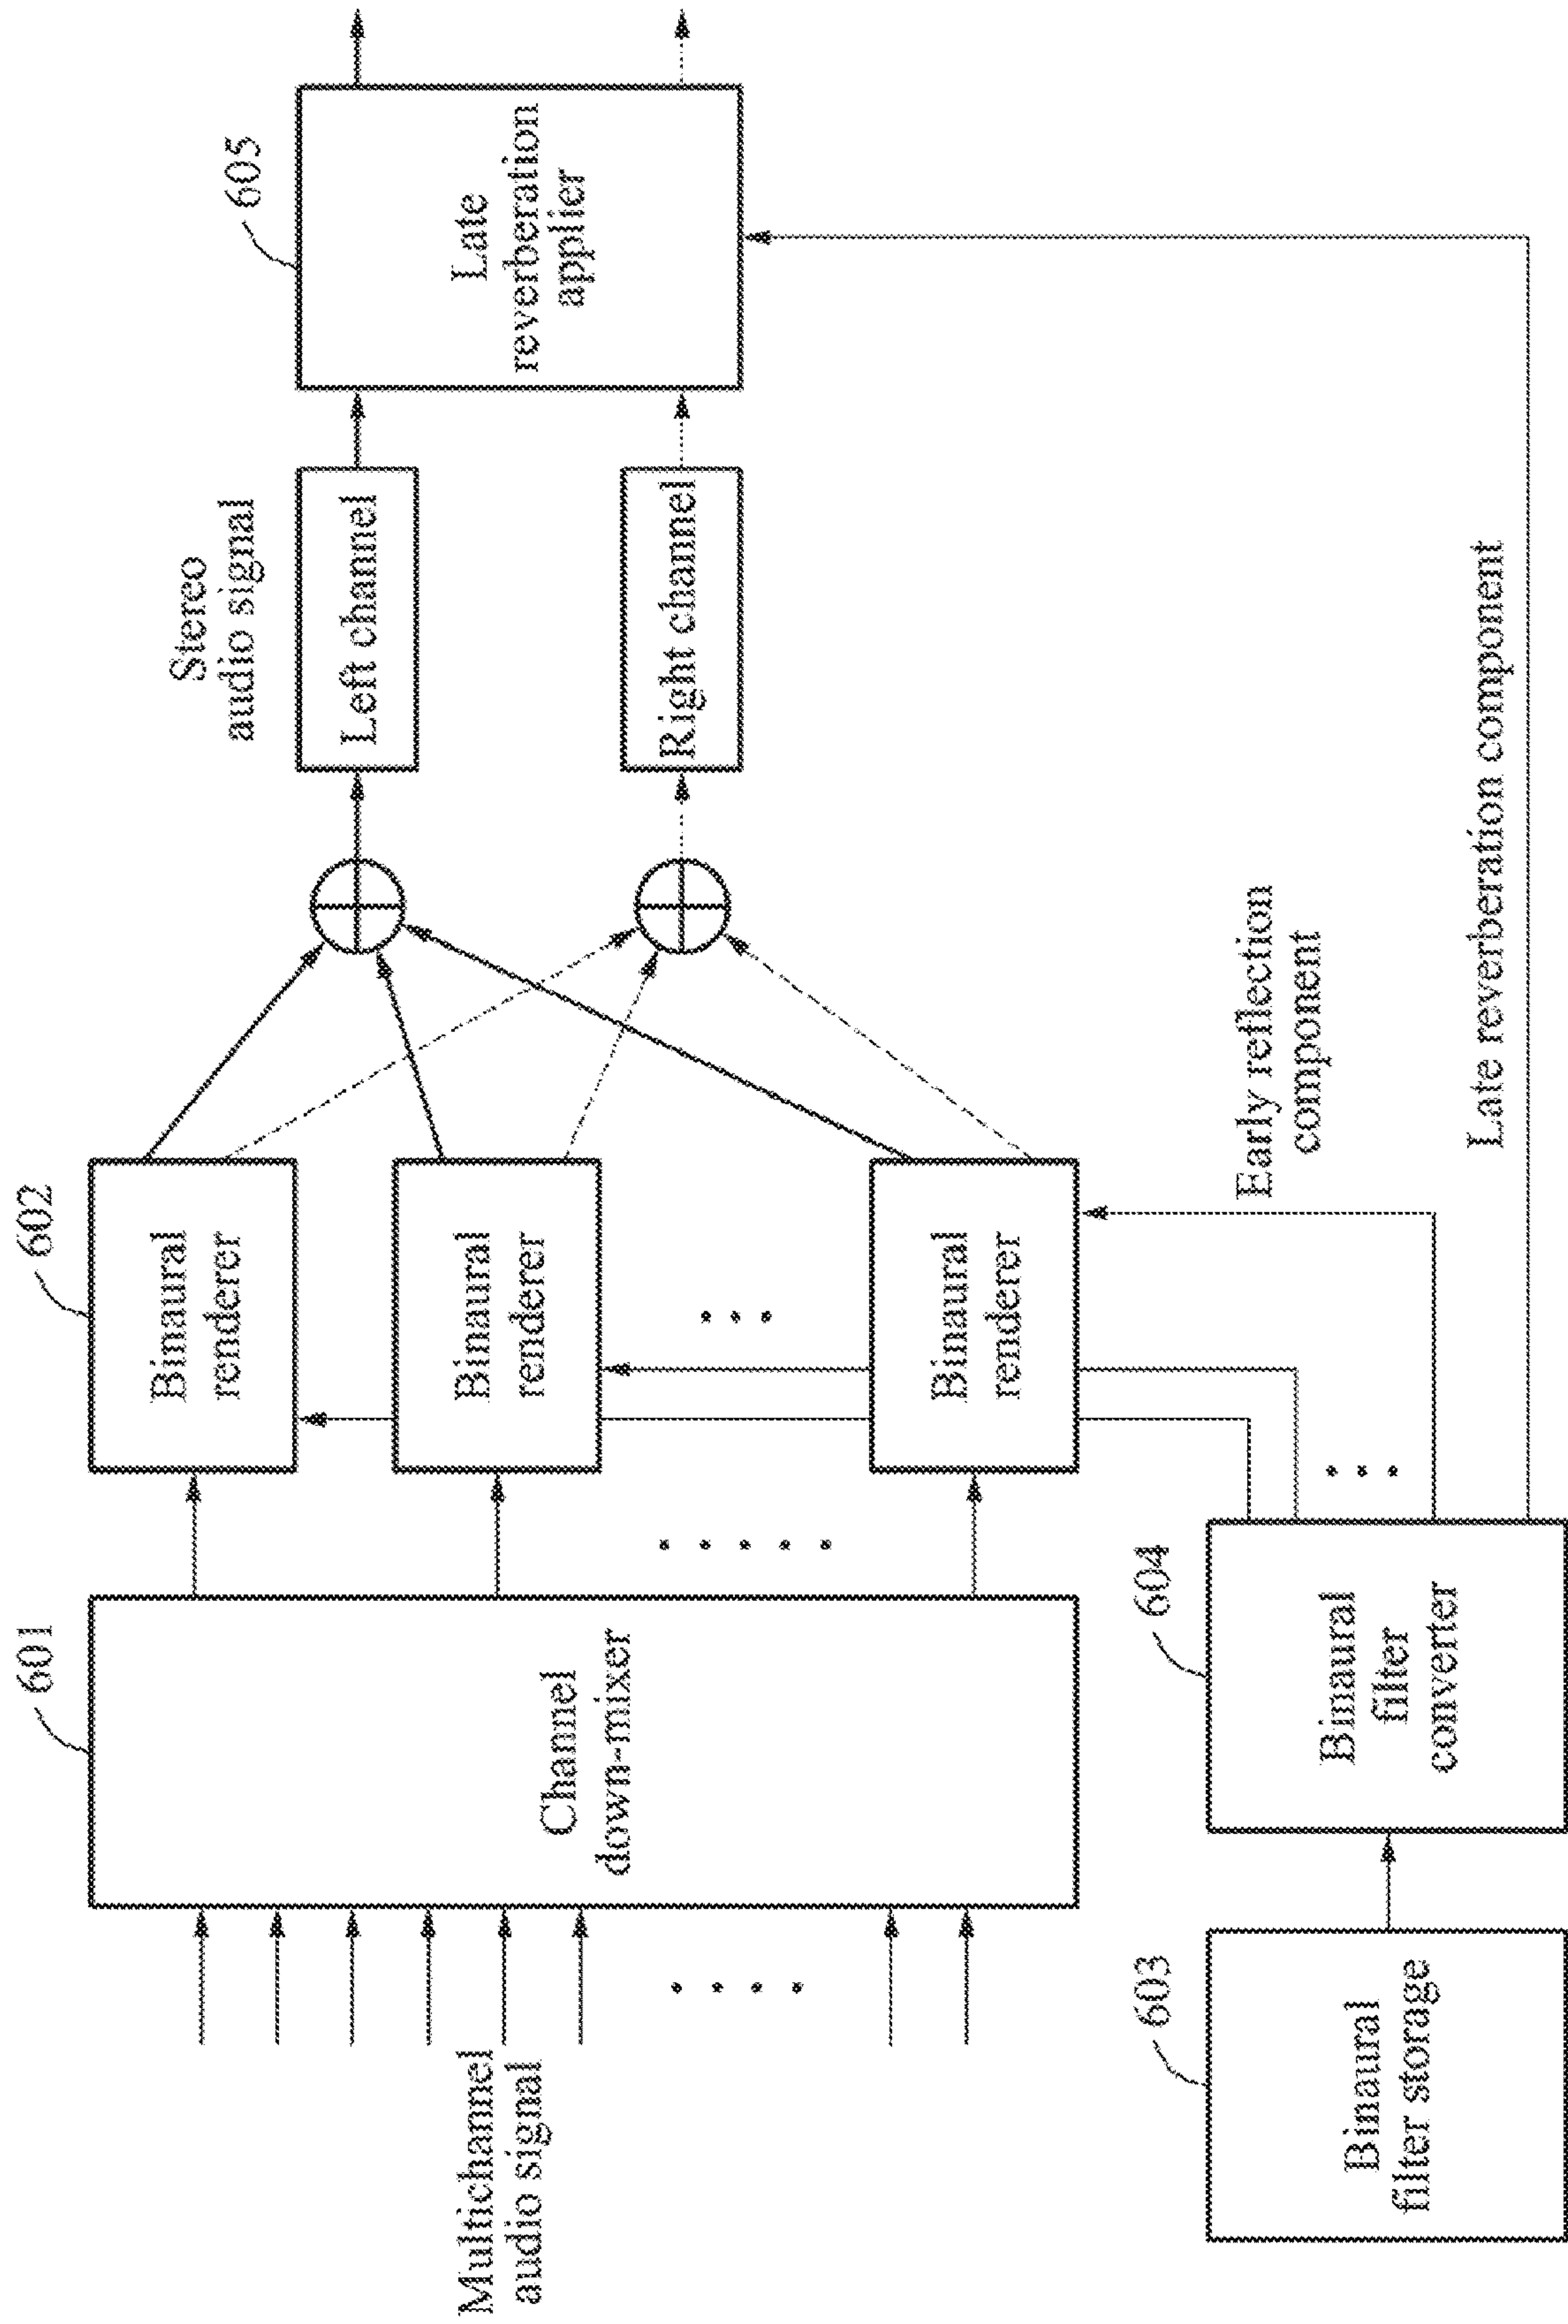 601
602
Stereo
audio signal
605
Multichannel
audio signal
Channel
down-mixer
Binaural
renderer
Binaural
renderer
Binaural
renderer
Left channel
Right channel
Late
reverberation
applier
603
Binaural
filter storage
604
Binaural
filter
converter
Early reflection
component
Late reverberation component